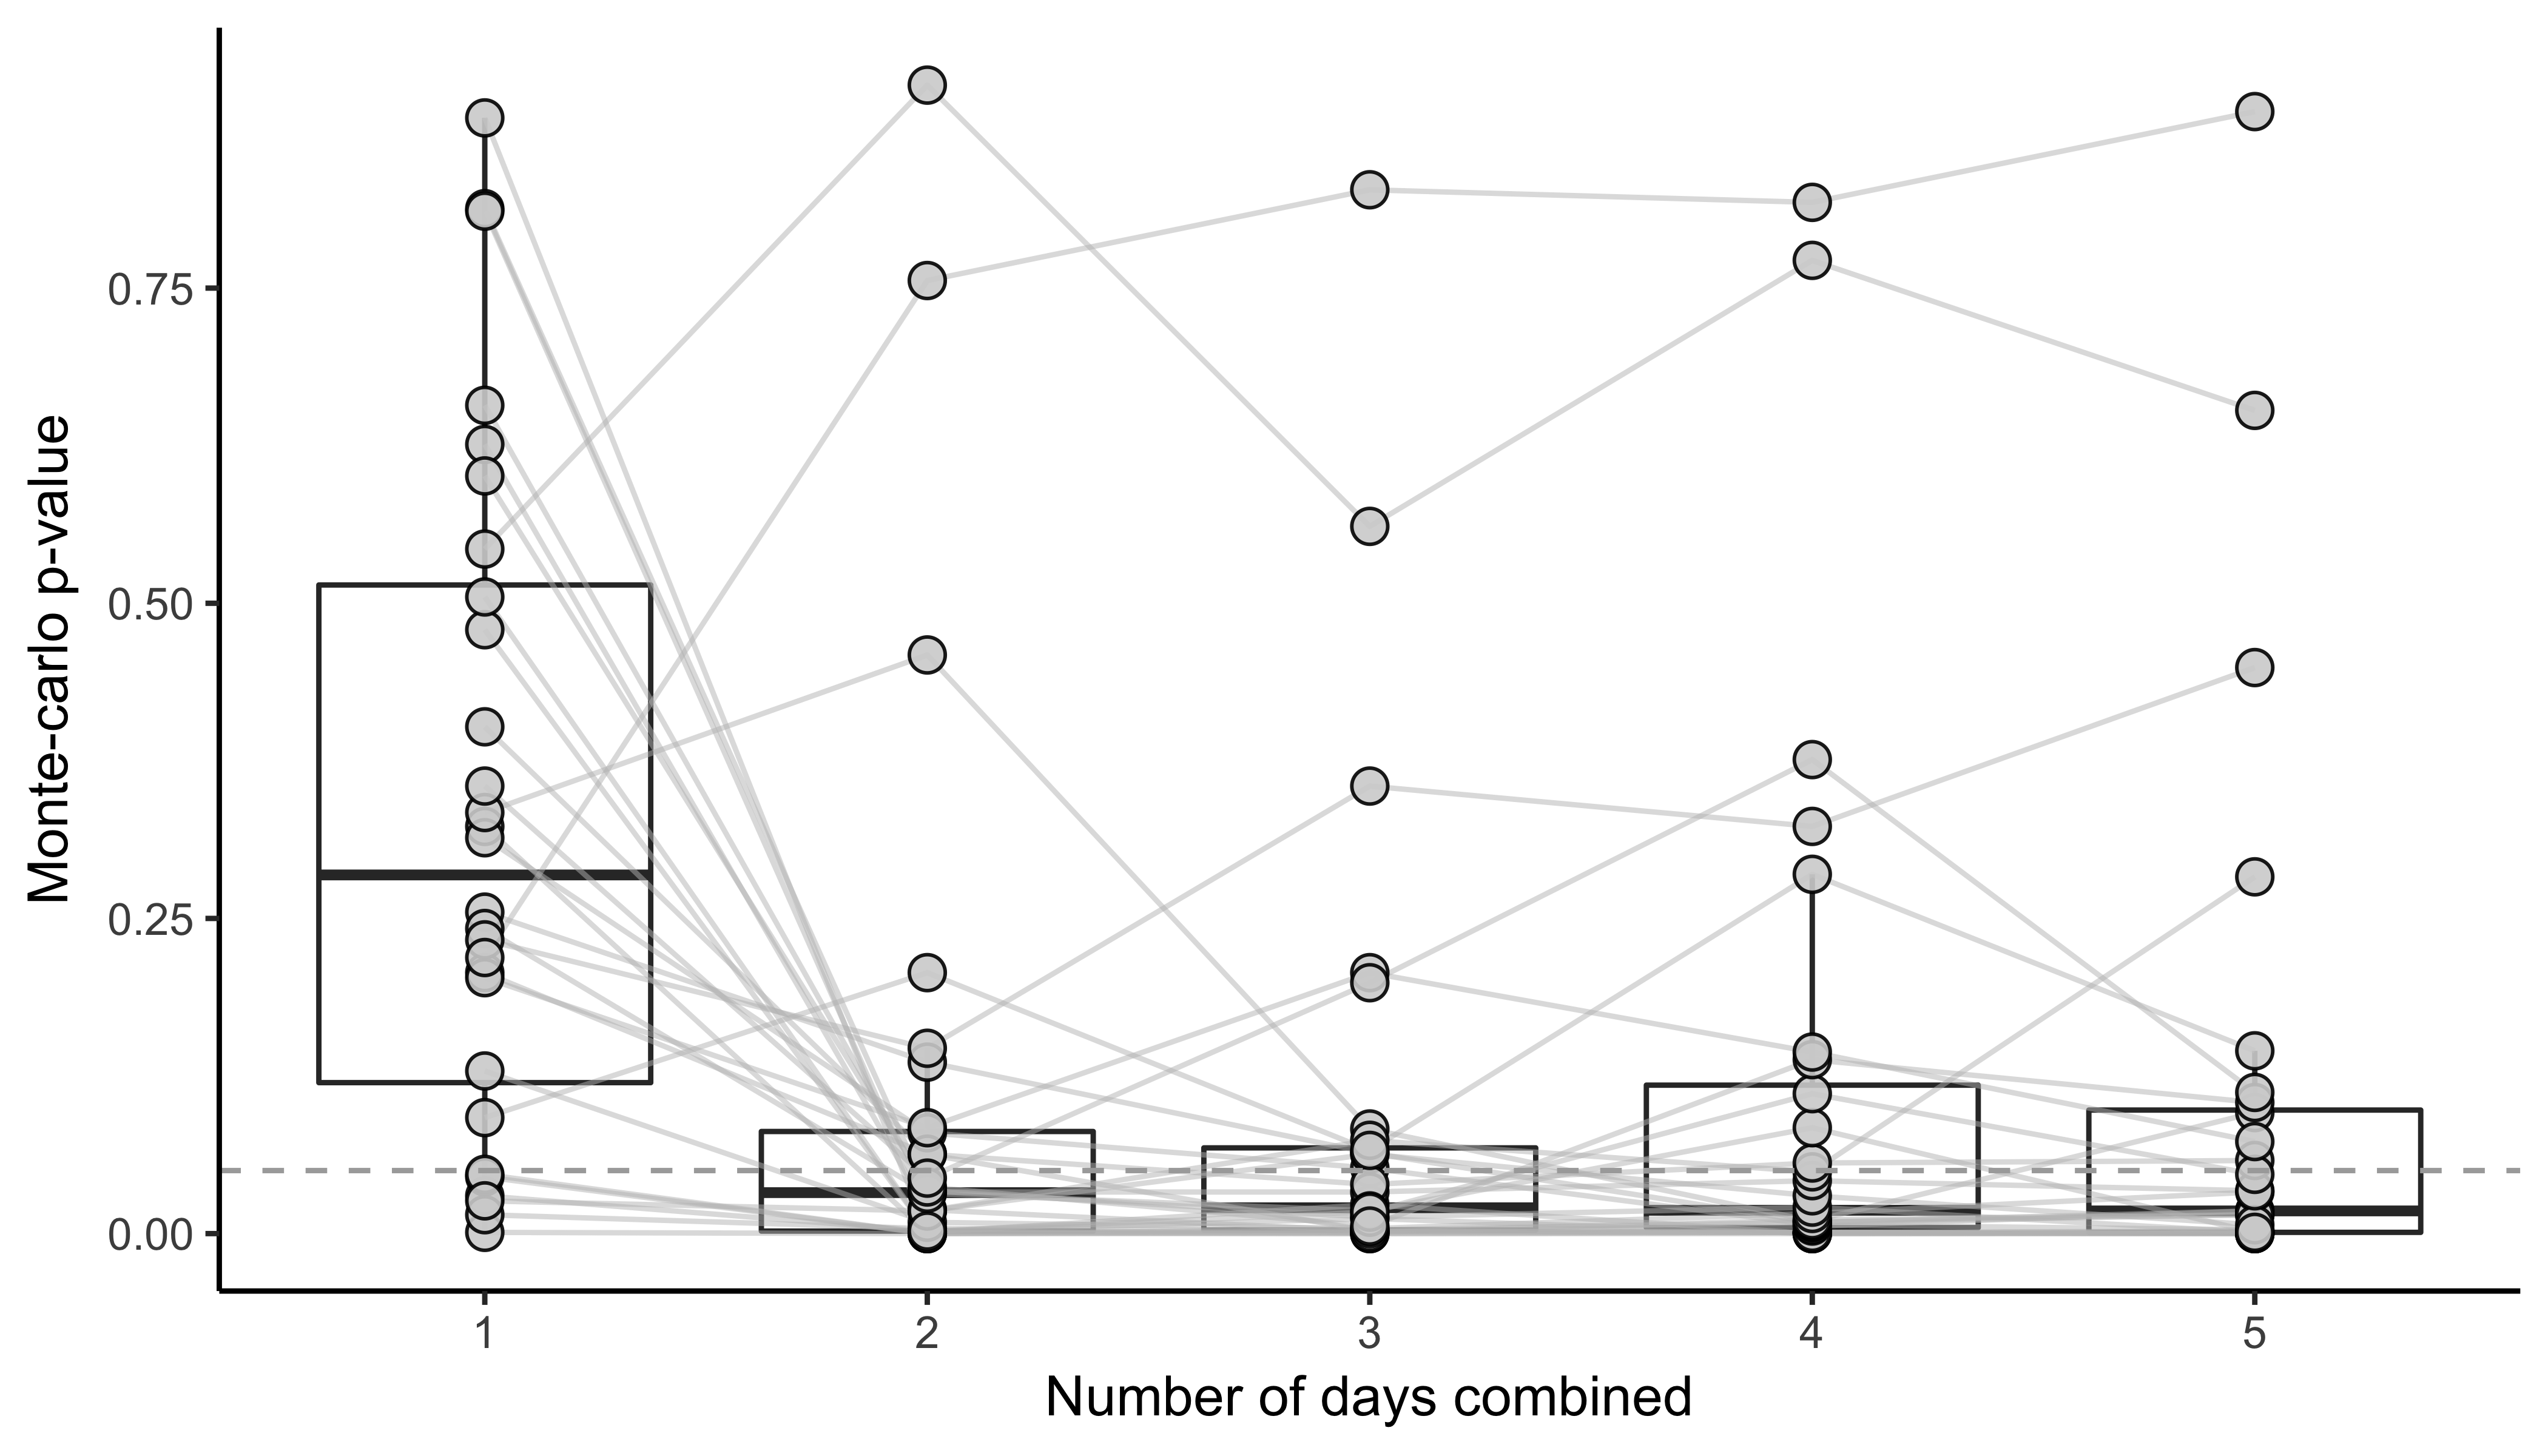 Monte-carlo p-value
0.75
0.50
0.25
0.00
1 2 3 4 5
Number of days combined